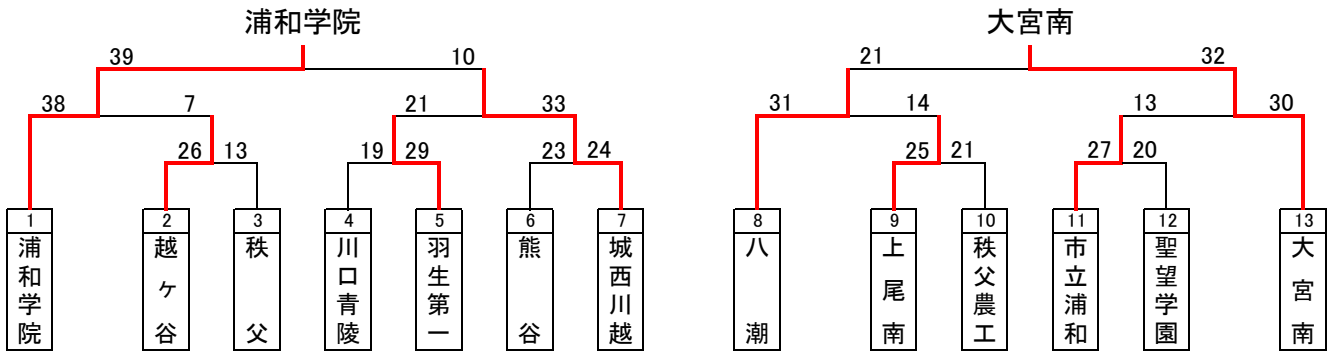 浦和学院 大宮南
39 10 21 32
38 7 21 33 31 14 13 30
26 13 19 29 23 24 25 21 27 20
1 2 3 4 5 6 7 8 9 10 11 12 13
浦和学院
越ヶ谷
秩父
川口青陵
羽生第一
熊谷
城西川越
八潮
上尾南
秩父農工
市立浦和
聖望学園
大宮南